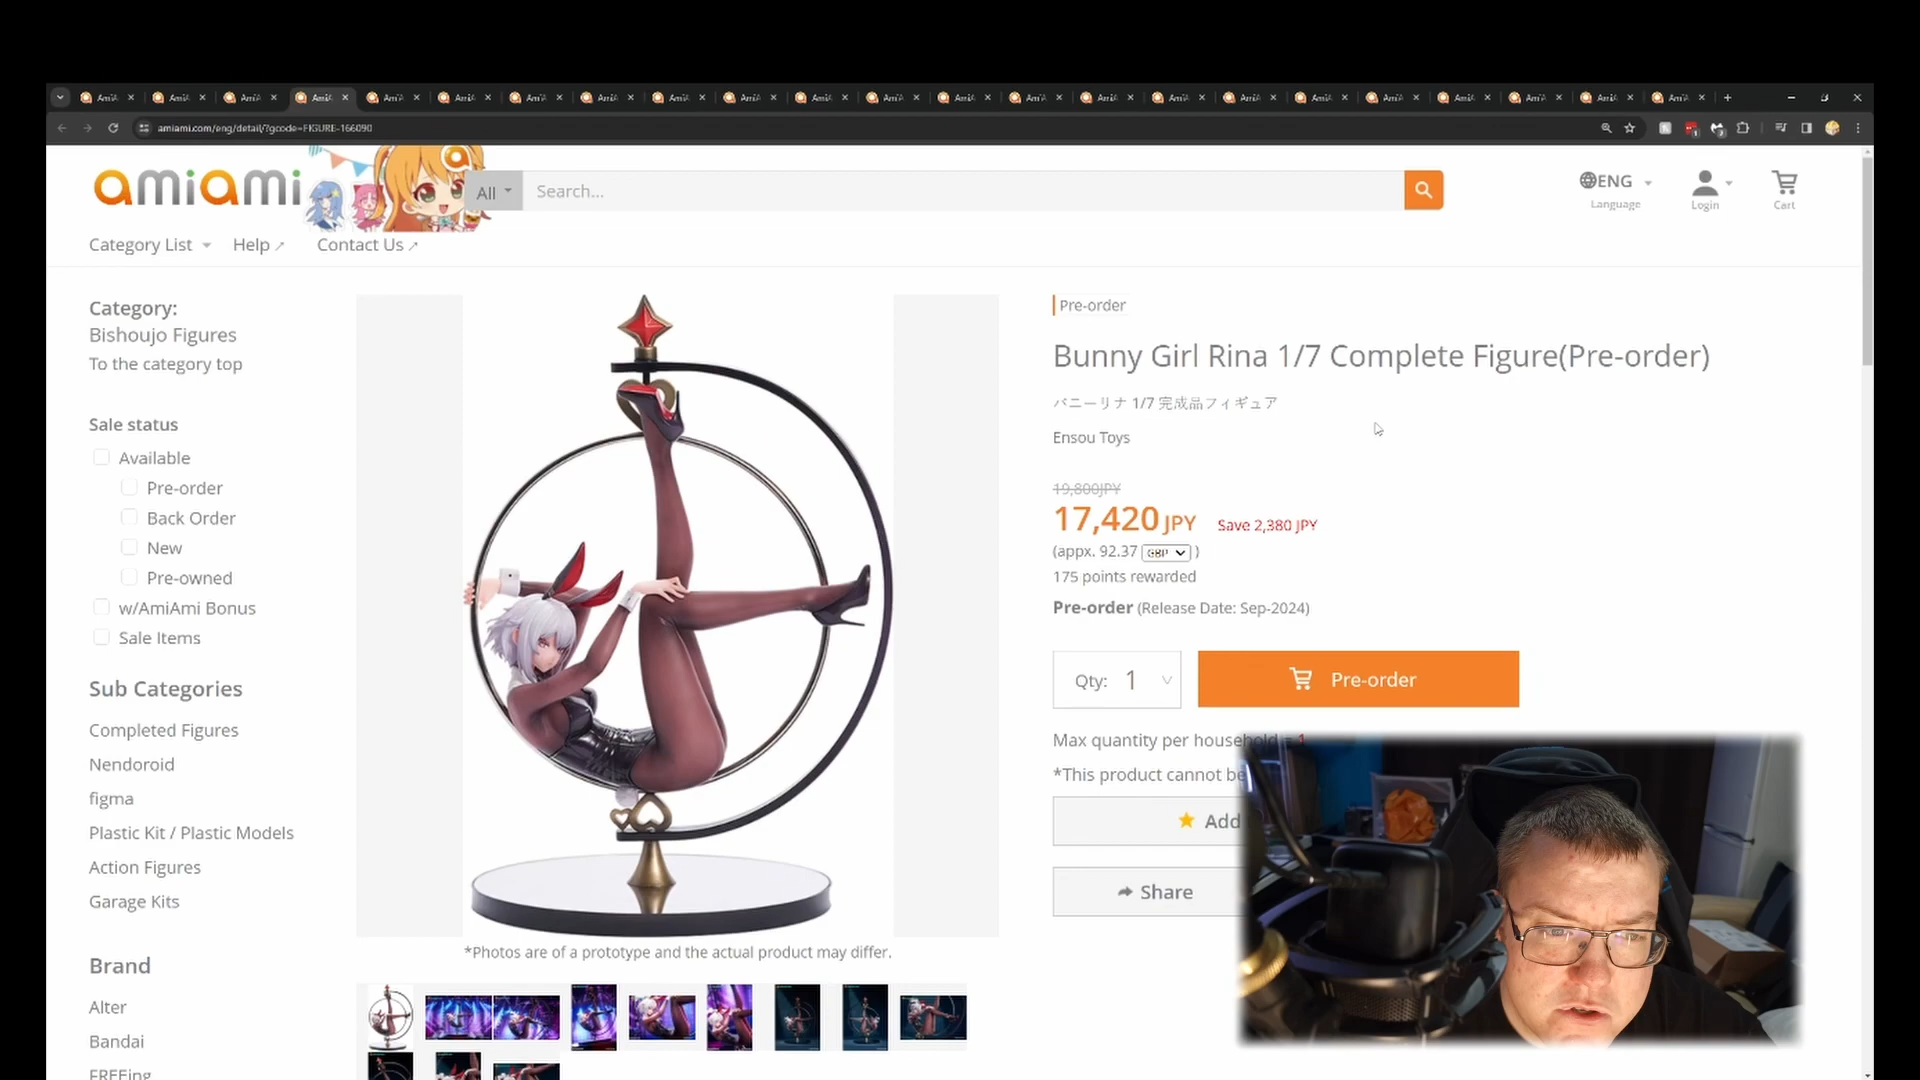 amiami.com/eng/detail/?gcode=FIGURE-166090
amiami
All
Search...
ENG
Language
Login
Cart
Category List
Help
Contact Us
Category:
Bishoujo Figures
To the category top
Sale status
Available
Pre-order
Back Order
New
Pre-owned
w/AmiAmi Bonus
Sale Items
Sub Categories
Completed Figures
Nendoroid
figma
Plastic Kit / Plastic Models
Action Figures
Garage Kits
Brand
Alter
Bandai
FREEing
*Photos are of a prototype and the actual product may differ.
Pre-order
Bunny Girl Rina 1/7 Complete Figure(Pre-order)
バニーリナ 1/7 完成品フィギュア
Ensou Toys
19,800JPY
17,420 JPY Save 2,380 JPY
(appx. 92.37 GBP )
175 points rewarded
Pre-order (Release Date: Sep-2024)
Qty: 1
Pre-order
Max quantity per household = 1
*This product cannot be
Add
Share